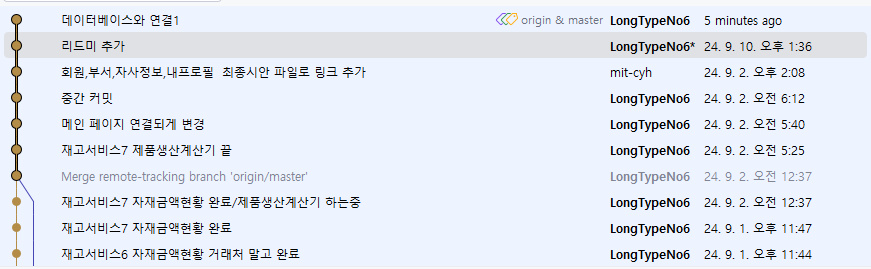 데이터베이스와 연결1 origin & master LongTypeNo6 5 minutes ago
리드미 추가 LongTypeNo6* 24. 9. 10. 오후 1:36
회원,부서,자사정보,내프로필 최종시안 파일로 링크 추가 mit-cyh 24. 9. 2. 오후 2:08
중간 커밋 LongTypeNo6 24. 9. 2. 오전 6:12
메인 페이지 연결되게 변경 LongTypeNo6 24. 9. 2. 오전 5:40
재고서비스7 제품생산계산기 끝 LongTypeNo6 24. 9. 2. 오전 5:25
Merge remote-tracking branch 'origin/master' LongTypeNo6 24. 9. 2. 오전 12:37
재고서비스7 자재금액현황 완료/제품생산계산기 하는중 LongTypeNo6 24. 9. 2. 오전 12:37
재고서비스7 자재금액현황 완료 LongTypeNo6 24. 9. 1. 오후 11:47
재고서비스6 자재금액현황 거래처 말고 완료 LongTypeNo6 24. 9. 1. 오후 11:44